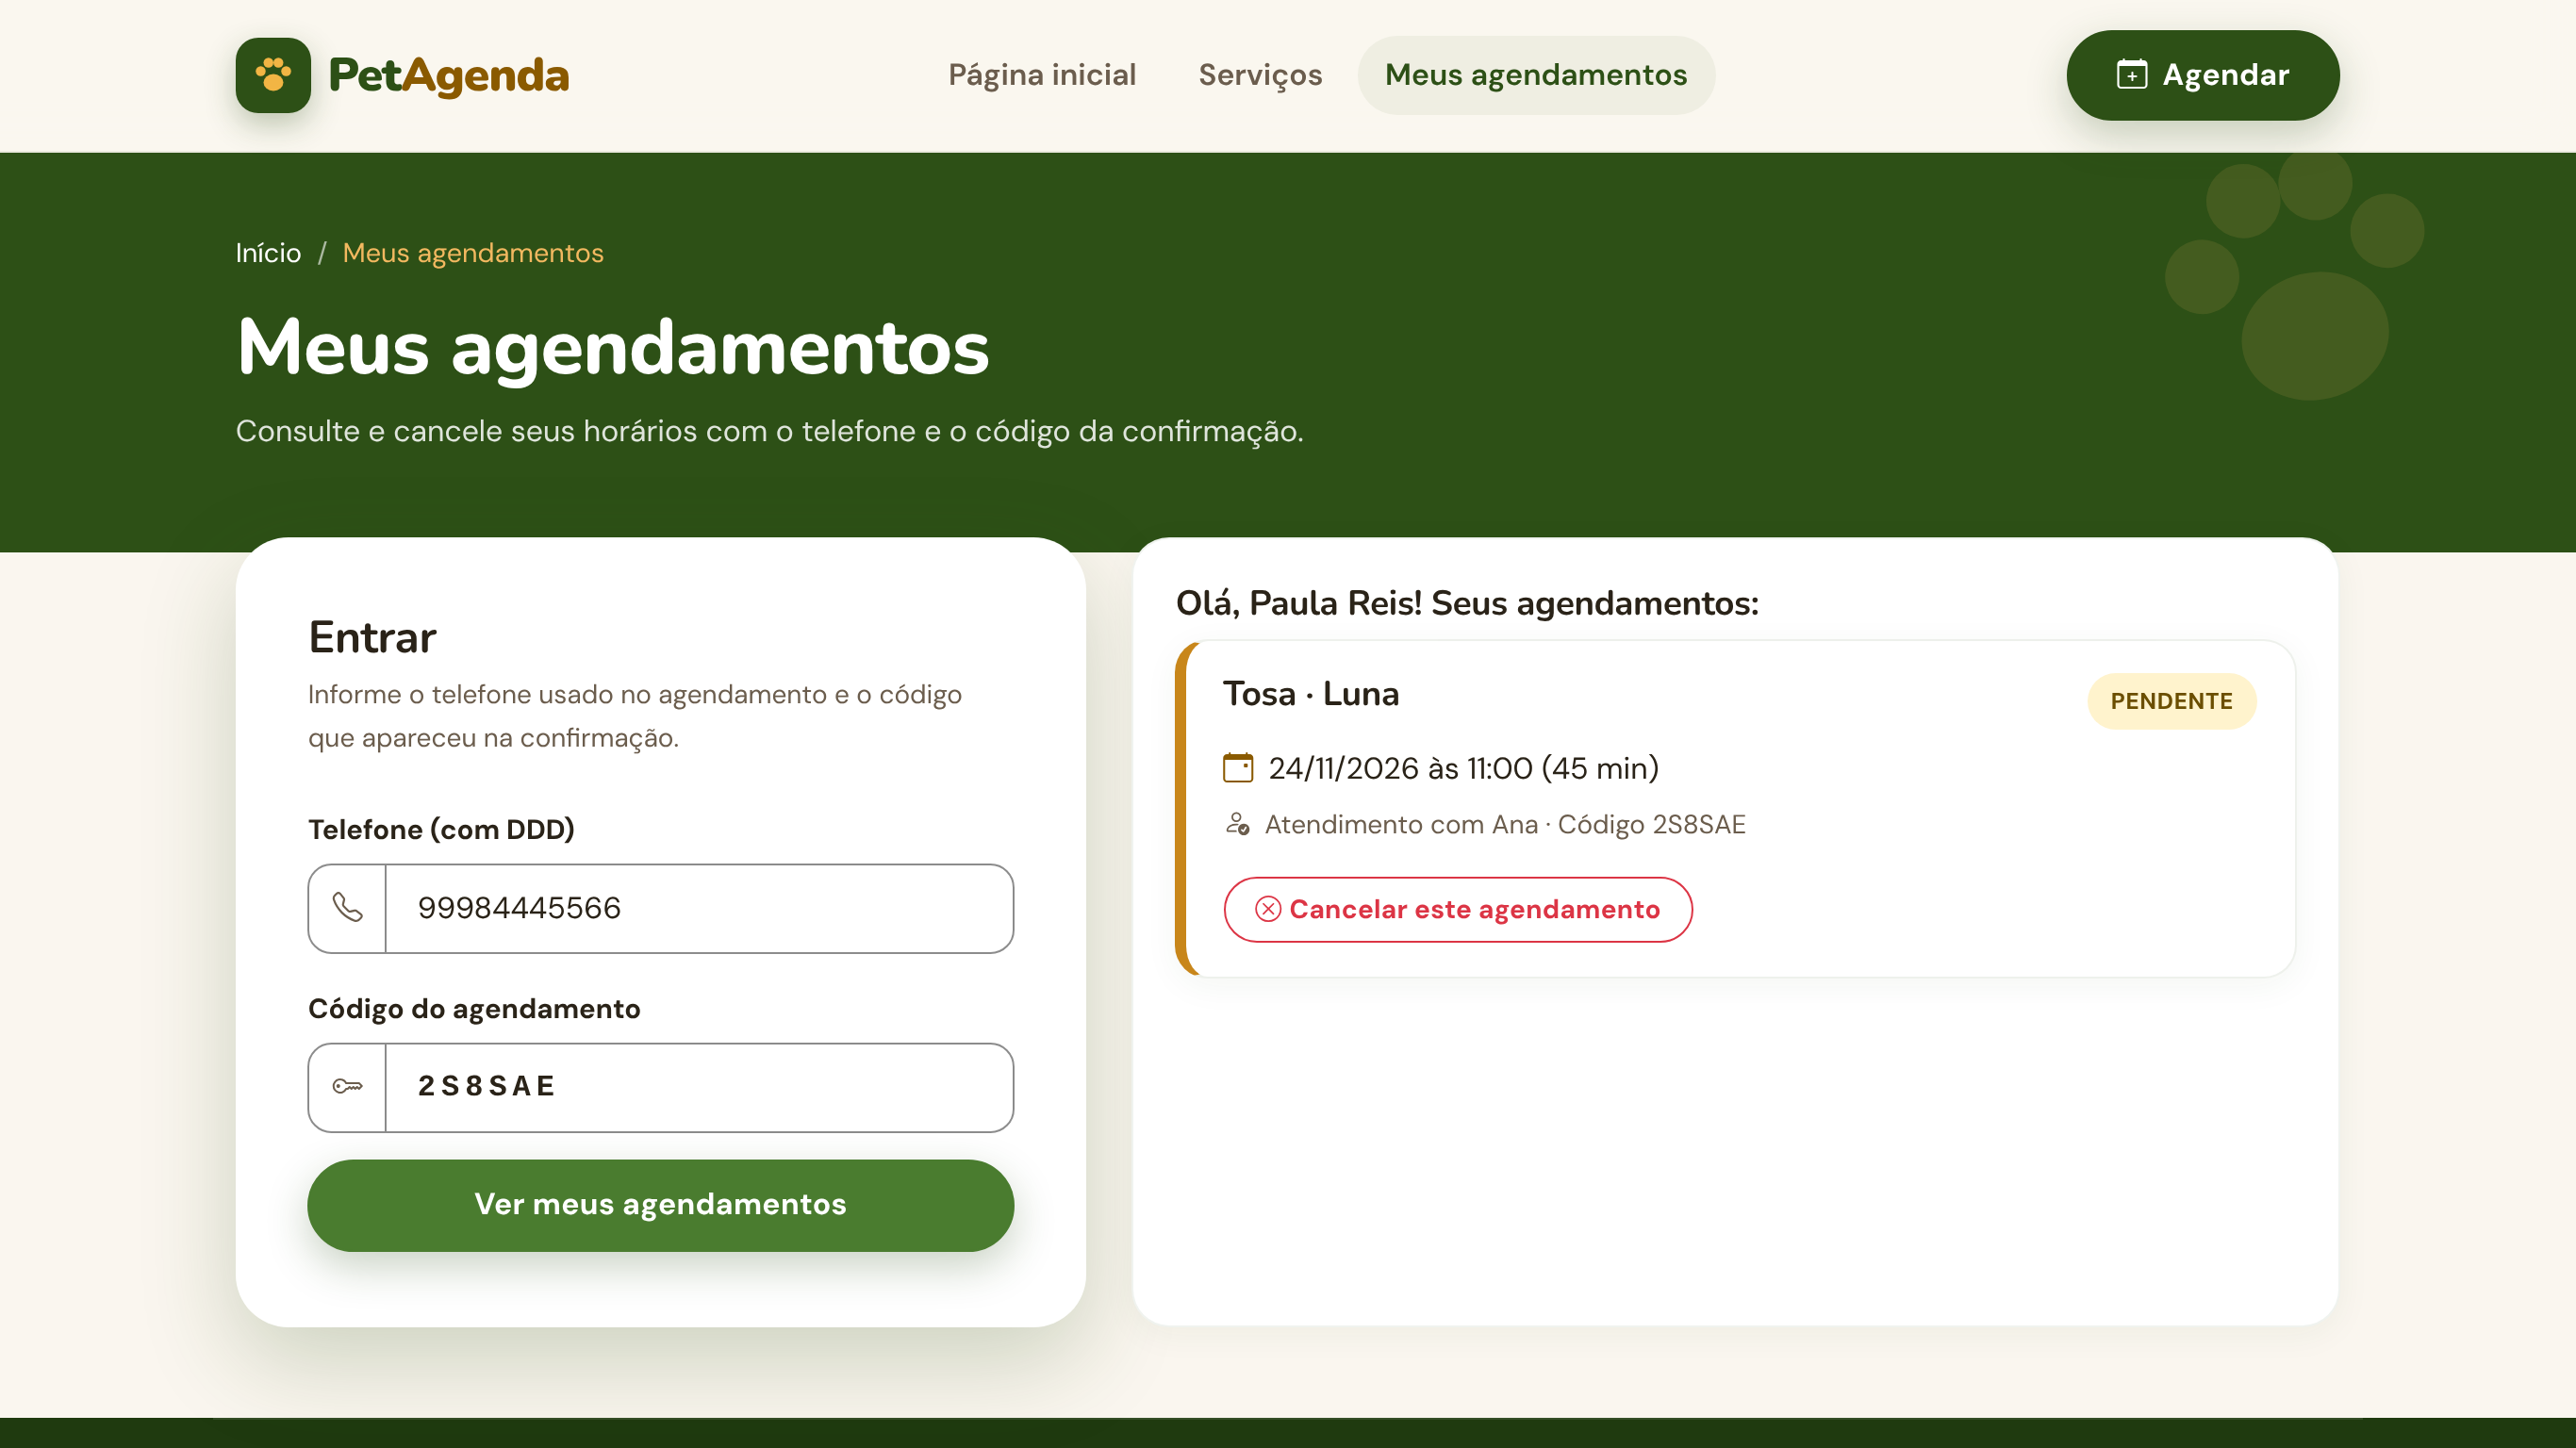 PetAgenda
Página inicial
Serviços
Meus agendamentos
Agendar
Início / Meus agendamentos
Meus agendamentos
Consulte e cancele seus horários com o telefone e o código da confirmação.
Entrar
Informe o telefone usado no agendamento e o código
que apareceu na confirmação.
Telefone (com DDD)
99984445566
Código do agendamento
2S8SAE
Ver meus agendamentos
Olá, Paula Reis! Seus agendamentos:
Tosa · Luna
PENDENTE
24/11/2026 às 11:00 (45 min)
Atendimento com Ana · Código 2S8SAE
Cancelar este agendamento